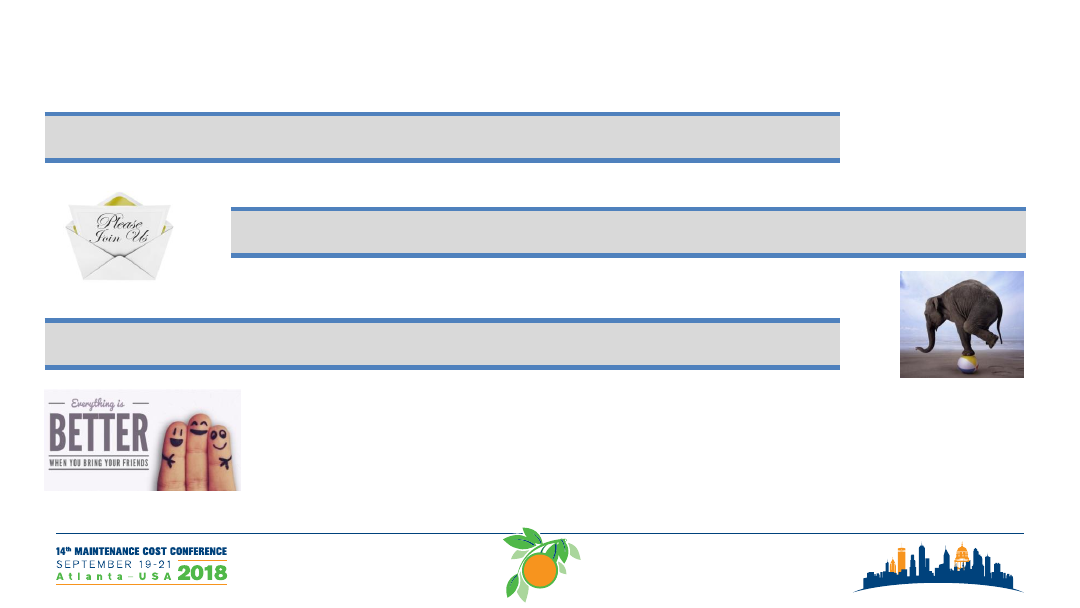 Please
Join Us
Everything is
BETTER
WHEN YOU BRING YOUR FRIENDS
14th MAINTENANCE COST CONFERENCE
SEPTEMBER 19-21
Atlanta–USA 2018